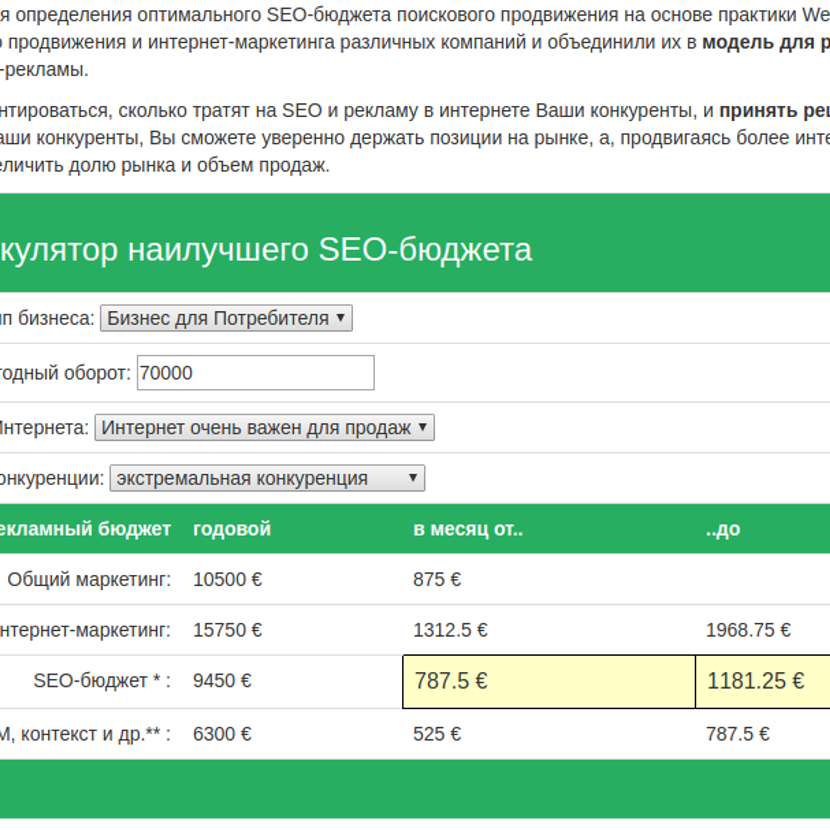 я определения оптимального SEO-бюджета поискового продвижения на основе практики We
о продвижения и интернет-маркетинга различных компаний и объединили их в модель для р
-рекламы.
нтироваться, сколько тратят на SEO и рекламу в интернете Ваши конкуренты, и принять ре
аши конкуренты, Вы сможете уверенно держать позиции на рынке, а, продвигаясь более инте
еличить долю рынка и объем продаж.
кулятор наилучшего SEO-бюджета
ип бизнеса: Бизнес для Потребителя
годный оборот: 70000
Интернета: Интернет очень важен для продаж
онкуренции: экстремальная конкуренция
екламный бюджет годовой в месяц от.. ..до
Общий маркетинг: 10500 € 875 €
нтернет-маркетинг: 15750 € 1312.5 € 1968.75 €
SEO-бюджет * : 9450 € 787.5 € 1181.25 €
М, контекст и др.** : 6300 € 525 € 787.5 €